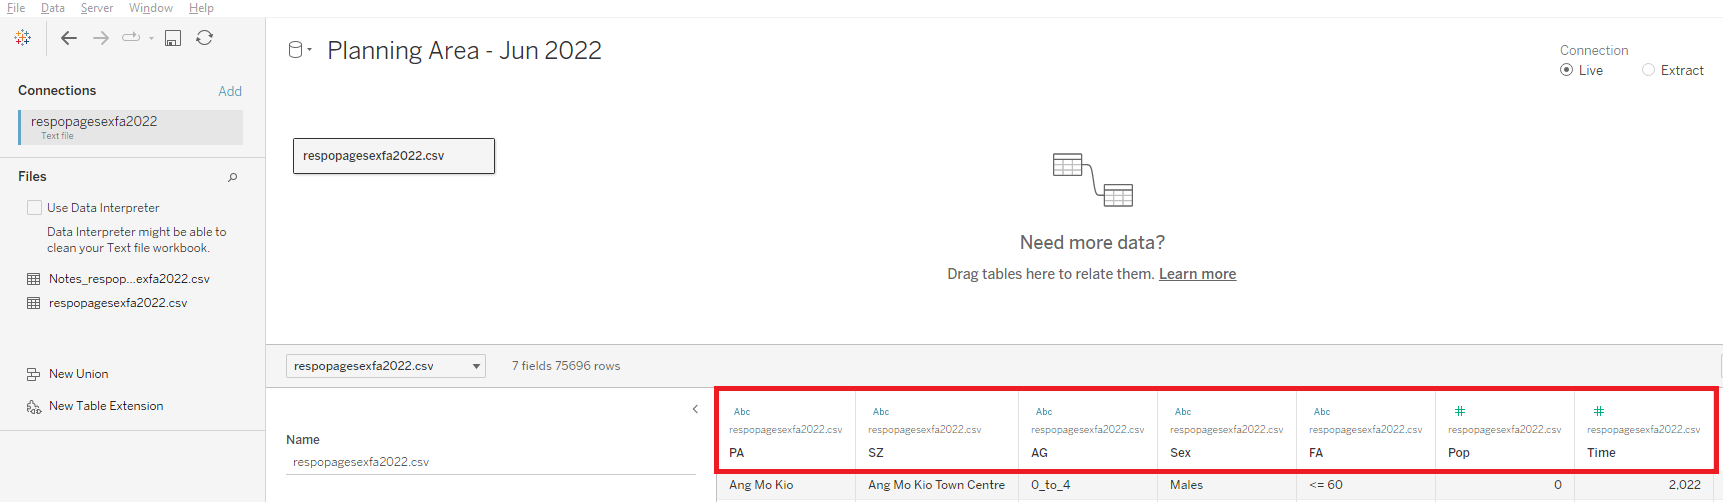 File Data Server Window Help
Planning Area - Jun 2022
Connection
Live Extract
Connections Add
respopagesexfa2022
Text file
respopagesexfa2022.csv
Files
Use Data Interpreter
Data Interpreter might be able to
clean your Text file workbook.
Need more data?
Drag tables here to relate them. Learn more
Notes_respop...exfa2022.csv
respopagesexfa2022.csv
New Union
New Table Extension
respopagesexfa2022.csv 7 fields 75696 rows
Name
respopagesexfa2022.csv
Abc Abc Abc Abc Abc # #
respopagesexfa2022.csv respopagesexfa2022.csv respopagesexfa2022.csv respopagesexfa2022.csv respopagesexfa2022.csv respopagesexfa2022.csv respopagesexfa2022.csv
PA SZ AG Sex FA Pop Time
Ang Mo Kio Ang Mo Kio Town Centre 0_to_4 Males <= 60 0 2,022